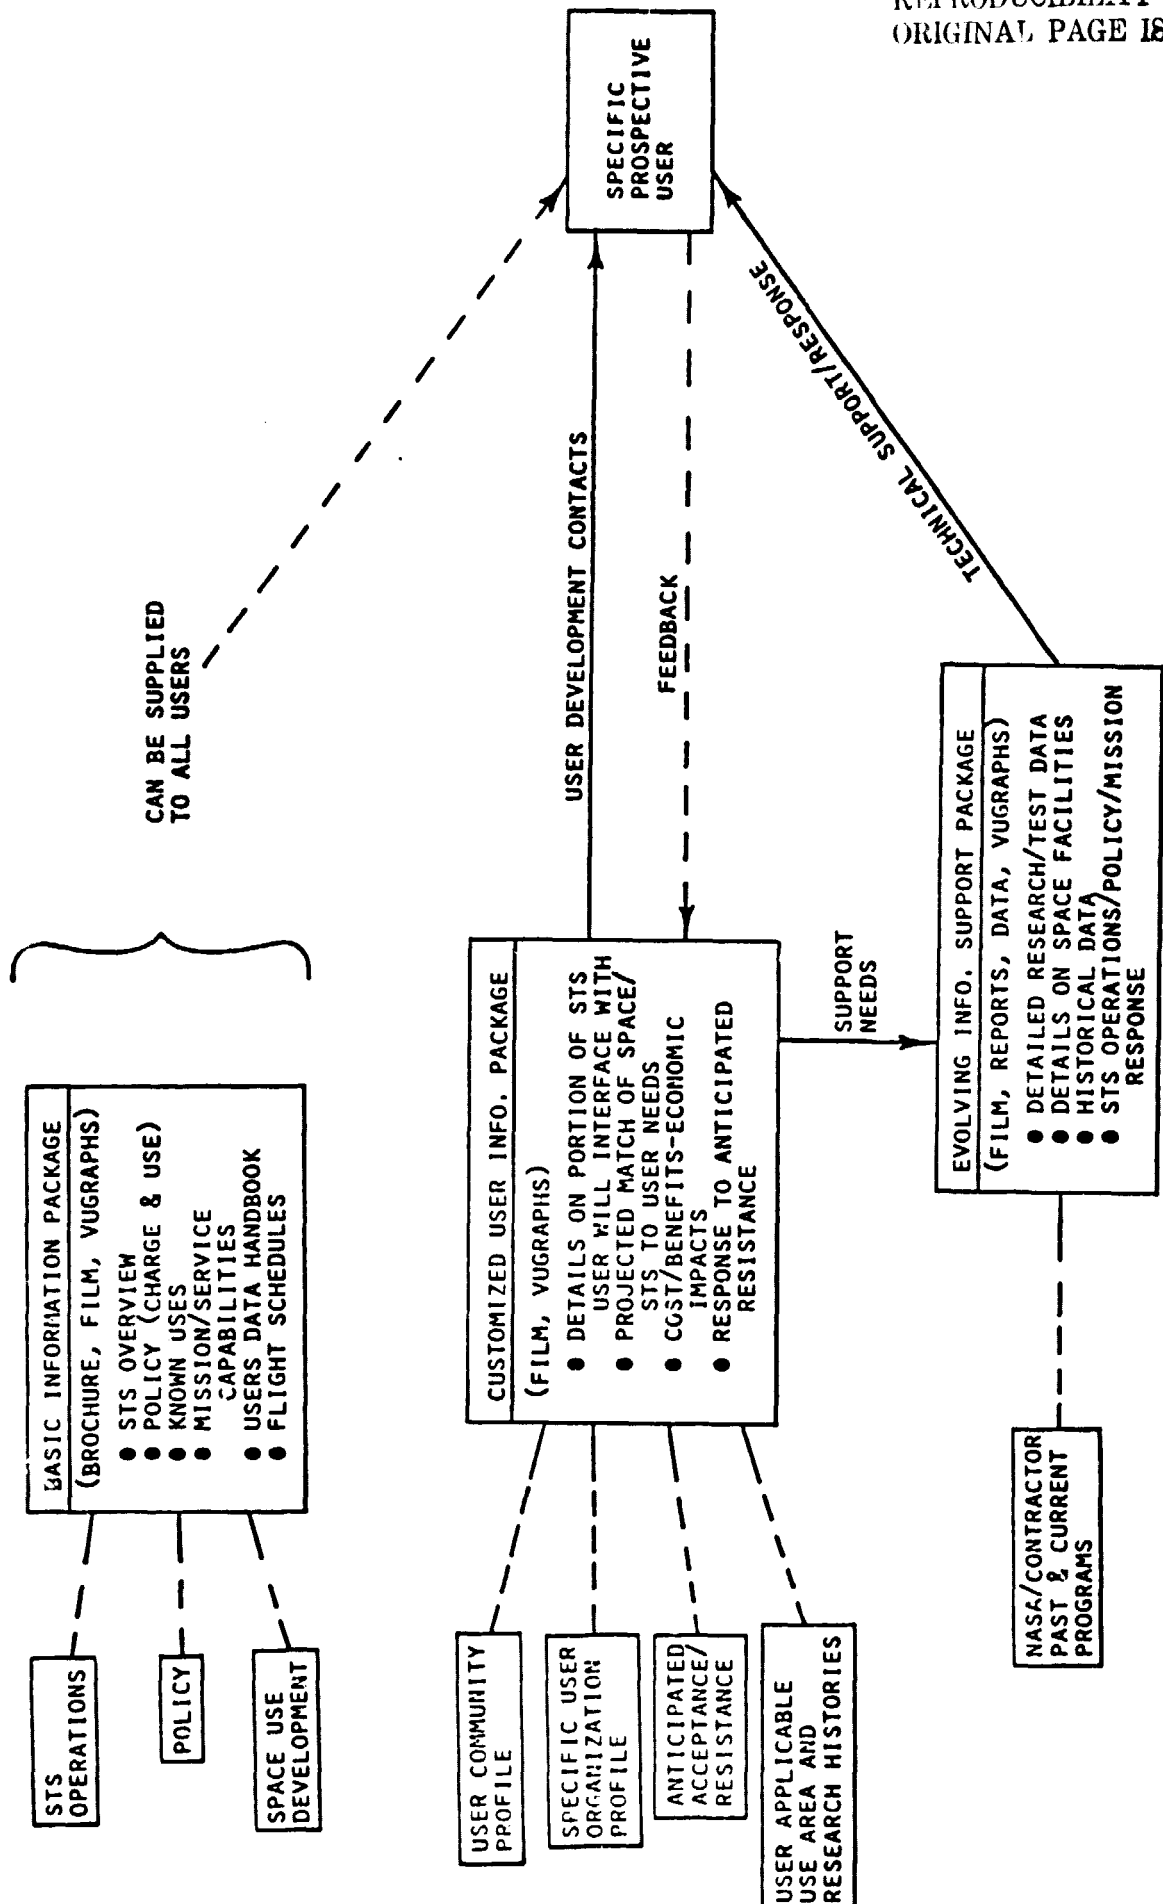 REPRODUCIBILITY
ORIGINAL PAGE IS
STS
OPERATIONS
POLICY
SPACE USE
DEVELOPMENT
BASIC INFORMATION PACKAGE
(BROCHURE, FILM, VUGRAPHS)
● STS OVERVIEW
● POLICY (CHARGE & USE)
● KNOWN USES
● MISSION/SERVICE
CAPABILITIES
● USERS DATA HANDBOOK
● FLIGHT SCHEDULES
CAN BE SUPPLIED
TO ALL USERS
USER COMMUNITY
PROFILE
SPECIFIC USER
ORGANIZATION
PROFILE
ANTICIPATED
ACCEPTANCE/
RESISTANCE
USER APPLICABLE
USE AREA AND
RESEARCH HISTORIES
CUSTOMIZED USER INFO. PACKAGE
(FILM, VUGRAPHS)
● DETAILS ON PORTION OF STS
USER WILL INTERFACE WITH
● PROJECTED MATCH OF SPACE/
STS TO USER NEEDS
● COST/BENEFITS-ECONOMIC
IMPACTS
● RESPONSE TO ANTICIPATED
RESISTANCE
USER DEVELOPMENT CONTACTS
FEEDBACK
SPECIFIC
PROSPECTIVE
USER
SUPPORT
NEEDS
TECHNICAL SUPPORT/RESPONSE
NASA/CONTRACTOR
PAST & CURRENT
PROGRAMS
EVOLVING INFO. SUPPORT PACKAGE
(FILM, REPORTS, DATA, VUGRAPHS)
● DETAILED RESEARCH/TEST DATA
● DETAILS ON SPACE FACILITIES
● HISTORICAL DATA
● STS OPERATIONS/POLICY/MISSION
RESPONSE